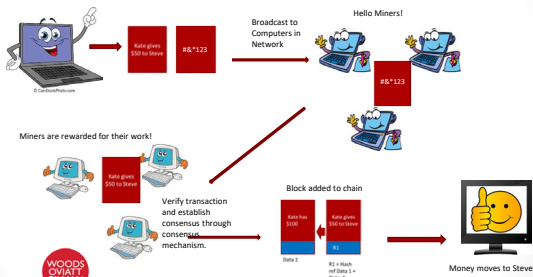 Hello Miners!
Broadcast to
Computers in
Network
Kate gives
$50 to Steve
#&*123
#&*123
© CanStockPhoto.com
Miners are rewarded for their work!
Kate gives
$50 to Steve
Verify transaction
and establish
consensus through
consensus
mechanism.
Block added to chain
Kate has
$100
Kate gives
$50 to Steve
R1
Data 1
R1 = Hash
ref Data 1 +
Money moves to Steve
WOODS
OVIATT